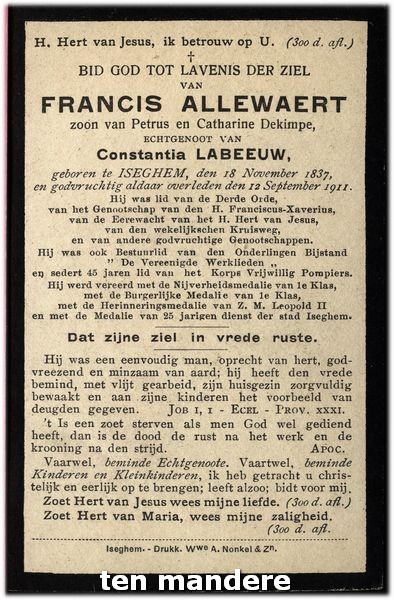 H. Hert van Jesus, ik betrouw op U. (300 d. afl.)
†
BID GOD TOT LAVENIS DER ZIEL
VAN
FRANCIS ALLEWAERT
zoon van Petrus en Catharine Dekimpe,
ECHTGENOOT VAN
Constantia LABEEUW,
geboren te ISEGHEM, den 18 November 1837,
en godvruchtig aldaar overleden den 12 September 1911.
Hij was lid van de Derde Orde,
van het Genootschap van den H. Franciscus-Xaverius,
van de Eerewacht van het H. Hert van Jesus,
van den wekelijkschen Kruisweg,
en van andere godvruchtige Genootschappen.
Hij was ook Bestuurlid van den Onderlingen Bijstand
„ De Vereenigde Werklieden „
en sedert 45 jaren lid van het Korps Vrijwillig Pompiers.
Hij werd vereerd met de Nijverheidsmedalie van 1e Klas,
met de Burgerlijke Medalie van 1e Klas,
met de Herinneringsmedalie van Z. M. Leopold II
en met de Medalie van 25 jarigen dienst der stad Iseghem.
Dat zijne ziel in vrede ruste.
Hij was een eenvoudig man, oprecht van hert, god-
vreezend en minzaam van aard; hij heeft den vrede
bemind, met vlijt gearbeid, zijn huisgezin zorgvuldig
bewaakt en aan zijne kinderen het voorbeeld van
deugden gegeven. JOB I, I - ECEL - PROV. XXXI.
't Is een zoet sterven als men God wel gediend
heeft, dan is de dood de rust na het werk en de
krooning na den strijd. APOC.
Vaarwel, beminde Echtgenoote. Vaartwel, beminde
Kinderen en Kleinkinderen, ik heb getracht u christe-
lijk en eerlijk op te brengen; leeft alzoo; bidt voor mij.
Zoet Hert van Jesus wees mijne liefde. (300 d. afl.)
Zoet Hert van Maria, wees mijne zaligheid.
(300 d. afl.)
Iseghem. - Drukk. Wwe A. Nonkel & Zn.
ten mandere